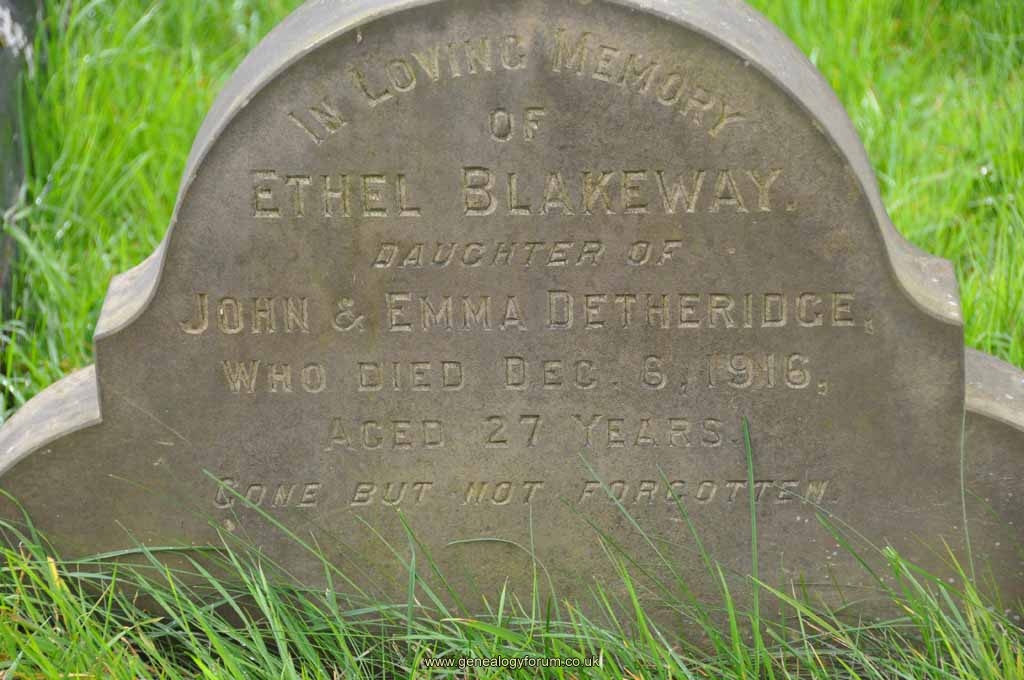 IN LOVING MEMORY
OF
ETHEL BLAKEWAY.
DAUGHTER OF
JOHN & EMMA DETHERIDGE,
WHO DIED DEC. 6, 1916,
AGED 27 YEARS.
GONE BUT NOT FORGOTTEN.
www.genealogyforum.co.uk